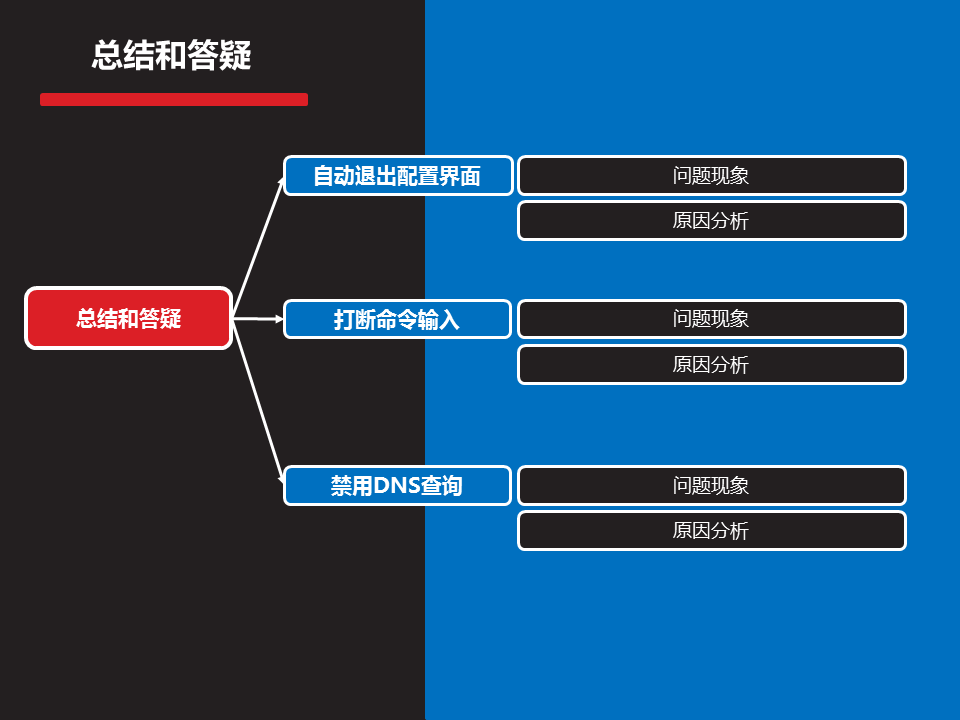 总结和答疑
自动退出配置界面
问题现象
原因分析
总结和答疑
打断命令输入
问题现象
原因分析
禁用DNS查询
问题现象
原因分析